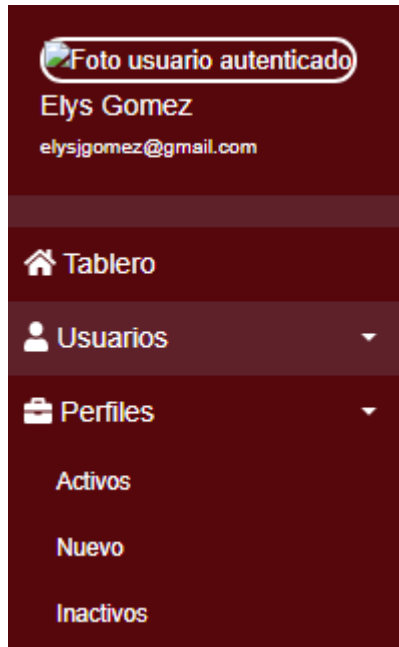 Foto usuario autenticado
Elys Gomez
elysjgomez@gmail.com
Tablero
Usuarios
Perfiles
Activos
Nuevo
Inactivos